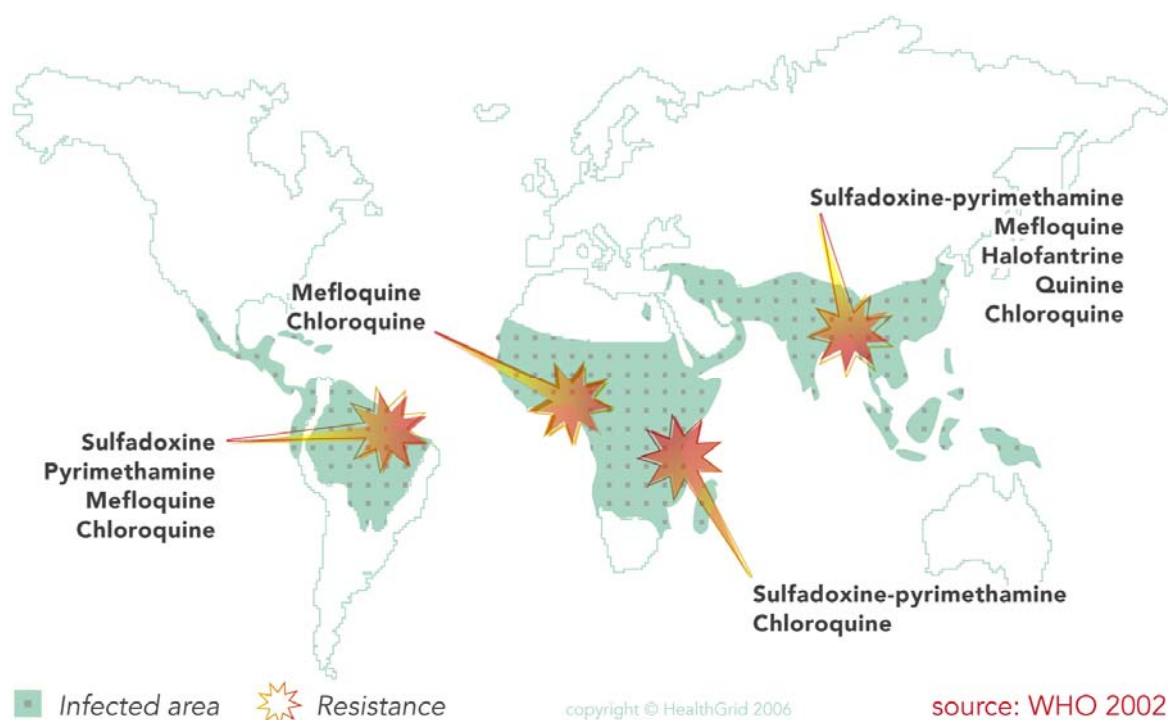 Sulfadoxine-pyrimethamine
Mefloquine
Halofantrine
Quinine
Chloroquine
Mefloquine
Chloroquine
Sulfadoxine
Pyrimethamine
Mefloquine
Chloroquine
Sulfadoxine-pyrimethamine
Chloroquine
Infected area
Resistance
copyright © HealthGrid 2006
source: WHO 2002